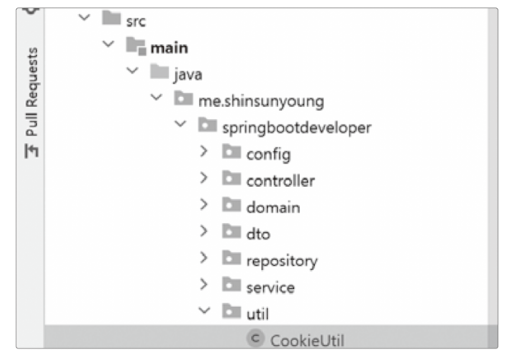 Pull Requests
src
main
java
me.shinsunyoung
springbootdeveloper
config
controller
domain
dto
repository
service
util
C CookieUtil